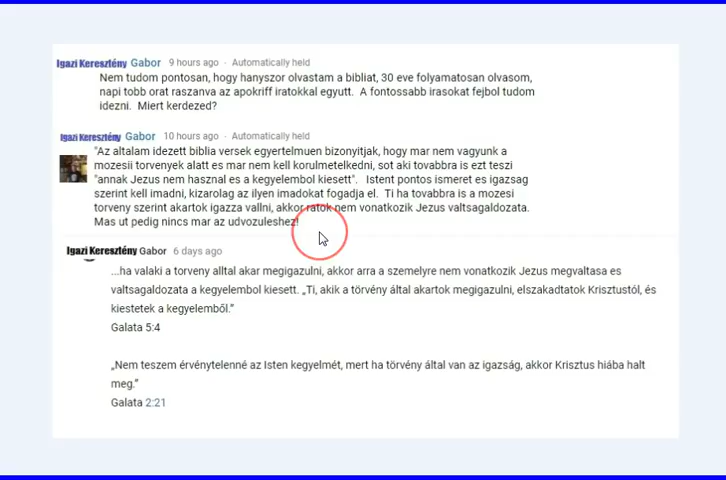 Igazi Keresztény Gabor 9 hours ago · Automatically held
Nem tudom pontosan, hogy hanyszor olvastam a bibliat, 30 eve folyamatosan olvasom,
napi tobb orat raszanva az apokriff iratokkal egyutt. A fontossabb irasokat fejbol tudom
idezni. Miert kerdezed?
Igazi Keresztény Gabor 10 hours ago · Automatically held
"Az altalam idezett biblia versek egyertelmuen bizonyitjak, hogy mar nem vagyunk a
mozesii torvenyek alatt es mar nem kell korulmetelkedni, sot aki tovabbra is ezt teszi
"annak Jezus nem hasznal es a kegyelembol kiesett". Istent pontos ismeret es igazsag
szerint kell imadni, kizarolag az ilyen imadokat fogadja el. Ti ha tovabbra is a mozesi
torveny szerint akartok igazza vallni, akkor ratok nem vonatkozik Jezus valtsagaldozata.
Mas ut pedig nincs mar az udvozuleshez!
Igazi Keresztény Gabor 6 days ago
...ha valaki a torveny alltal akar megigazulni, akkor arra a szemelyre nem vonatkozik Jezus megvaltasa es
valtsagaldozata a kegyelembol kiesett. „Ti, akik a törvény által akartok megigazulni, elszakadtatok Krisztustól, és
kiestetek a kegyelemből.”
Galata 5:4
„Nem teszem érvénytelenné az Isten kegyelmét, mert ha törvény által van az igazság, akkor Krisztus hiába halt
meg.”
Galata 2:21